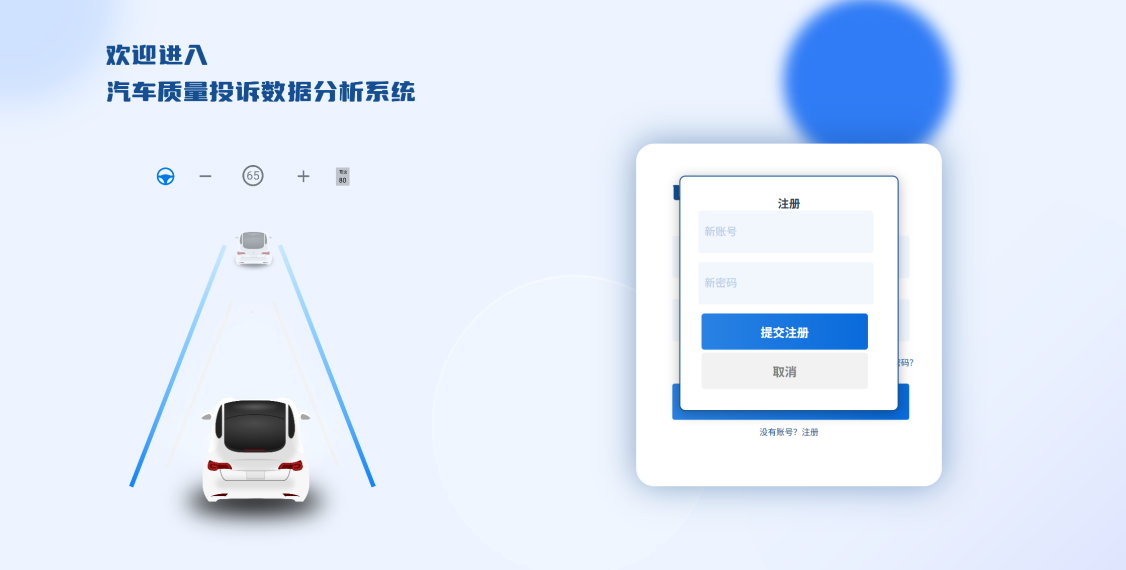 欢迎进入
汽车质量投诉数据分析系统
65
80
注册
新账号
新密码
提交注册
取消
密码?
没有账号? 注册